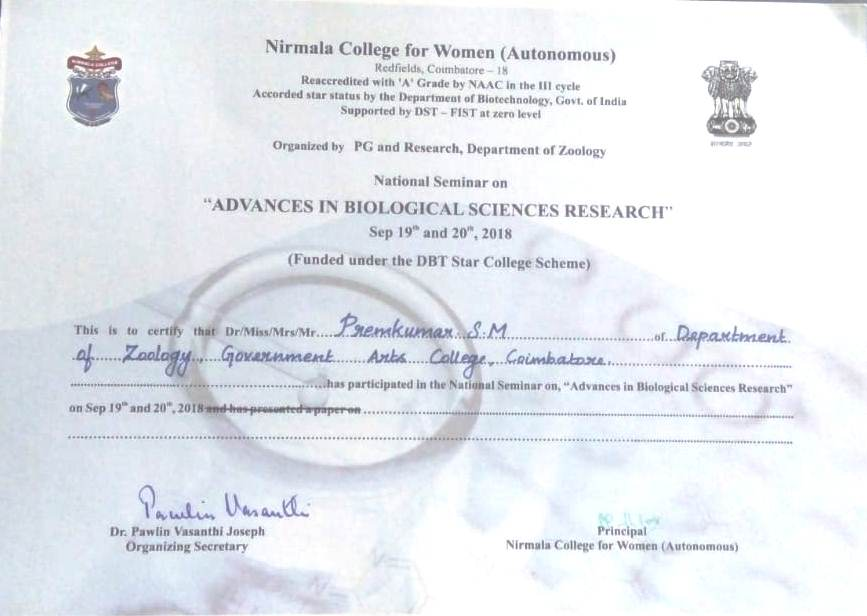 Nirmala College for Women (Autonomous)
Redfields, Coimbatore – 18
Reaccredited with 'A' Grade by NAAC in the III cycle
Accorded star status by the Department of Biotechnology, Govt. of India
Supported by DST – FIST at zero level
Organized by PG and Research, Department of Zoology
National Seminar on
"ADVANCES IN BIOLOGICAL SCIENCES RESEARCH"
Sep 19th and 20th, 2018
(Funded under the DBT Star College Scheme)
This is to certify that Dr/Miss/Mrs/Mr....Premkumar. S.M..........of...Department.
of..... Zoology., Government Arts College, Coimbatore.
....................has participated in the National Seminar on, "Advances in Biological Sciences Research"
on Sep 19th and 20th, 2018 and has presented a paper on....................
Pawlin Vasanthi
Dr. Pawlin Vasanthi Joseph
Organizing Secretary
Principal
Nirmala College for Women (Autonomous)